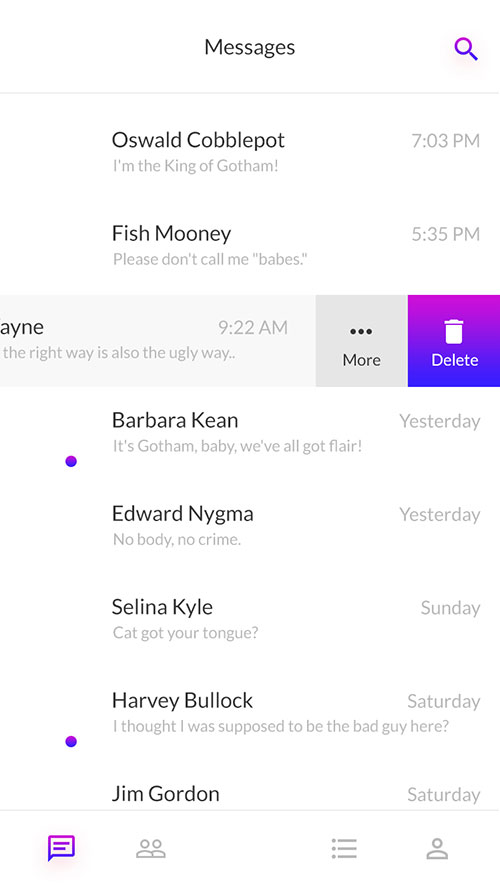 Messages
Oswald Cobblepot 7:03 PM
I'm the King of Gotham!
Fish Mooney 5:35 PM
Please don't call me "babes."
ayne 9:22 AM
the right way is also the ugly way..
More Delete
Barbara Kean Yesterday
It's Gotham, baby, we've all got flair!
Edward Nygma Yesterday
No body, no crime.
Selina Kyle Sunday
Cat got your tongue?
Harvey Bullock Saturday
I thought I was supposed to be the bad guy here?
Jim Gordon Saturday